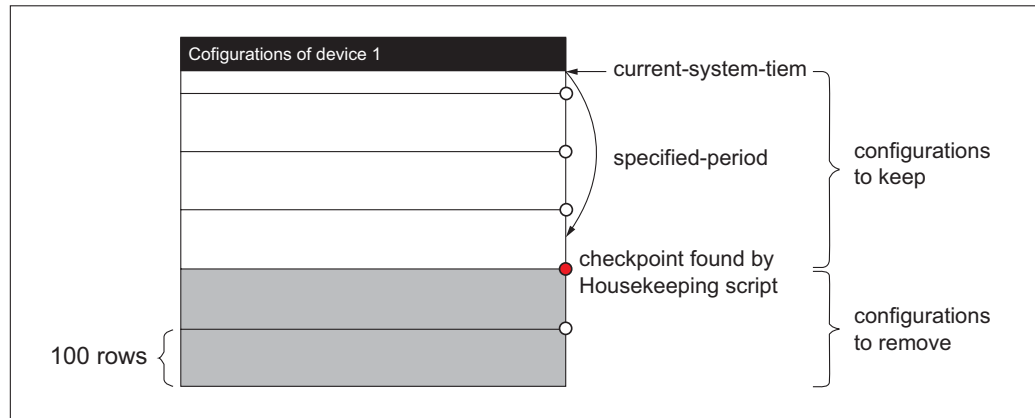 Cofigurations of device 1
current-system-tiem
specified-period
configurations
to keep
checkpoint found by
Housekeeping script
configurations
to remove
100 rows